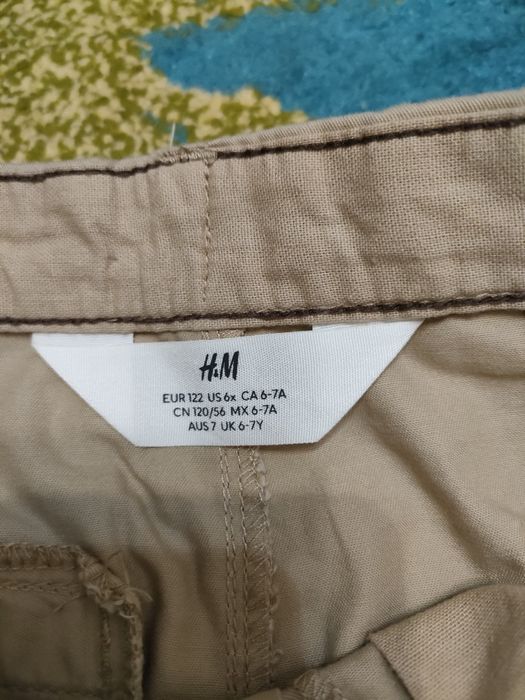 H&M
EUR 122 US 6x CA 6-7A
CN 120/56 MX 6-7A
AUS 7 UK 6-7Y